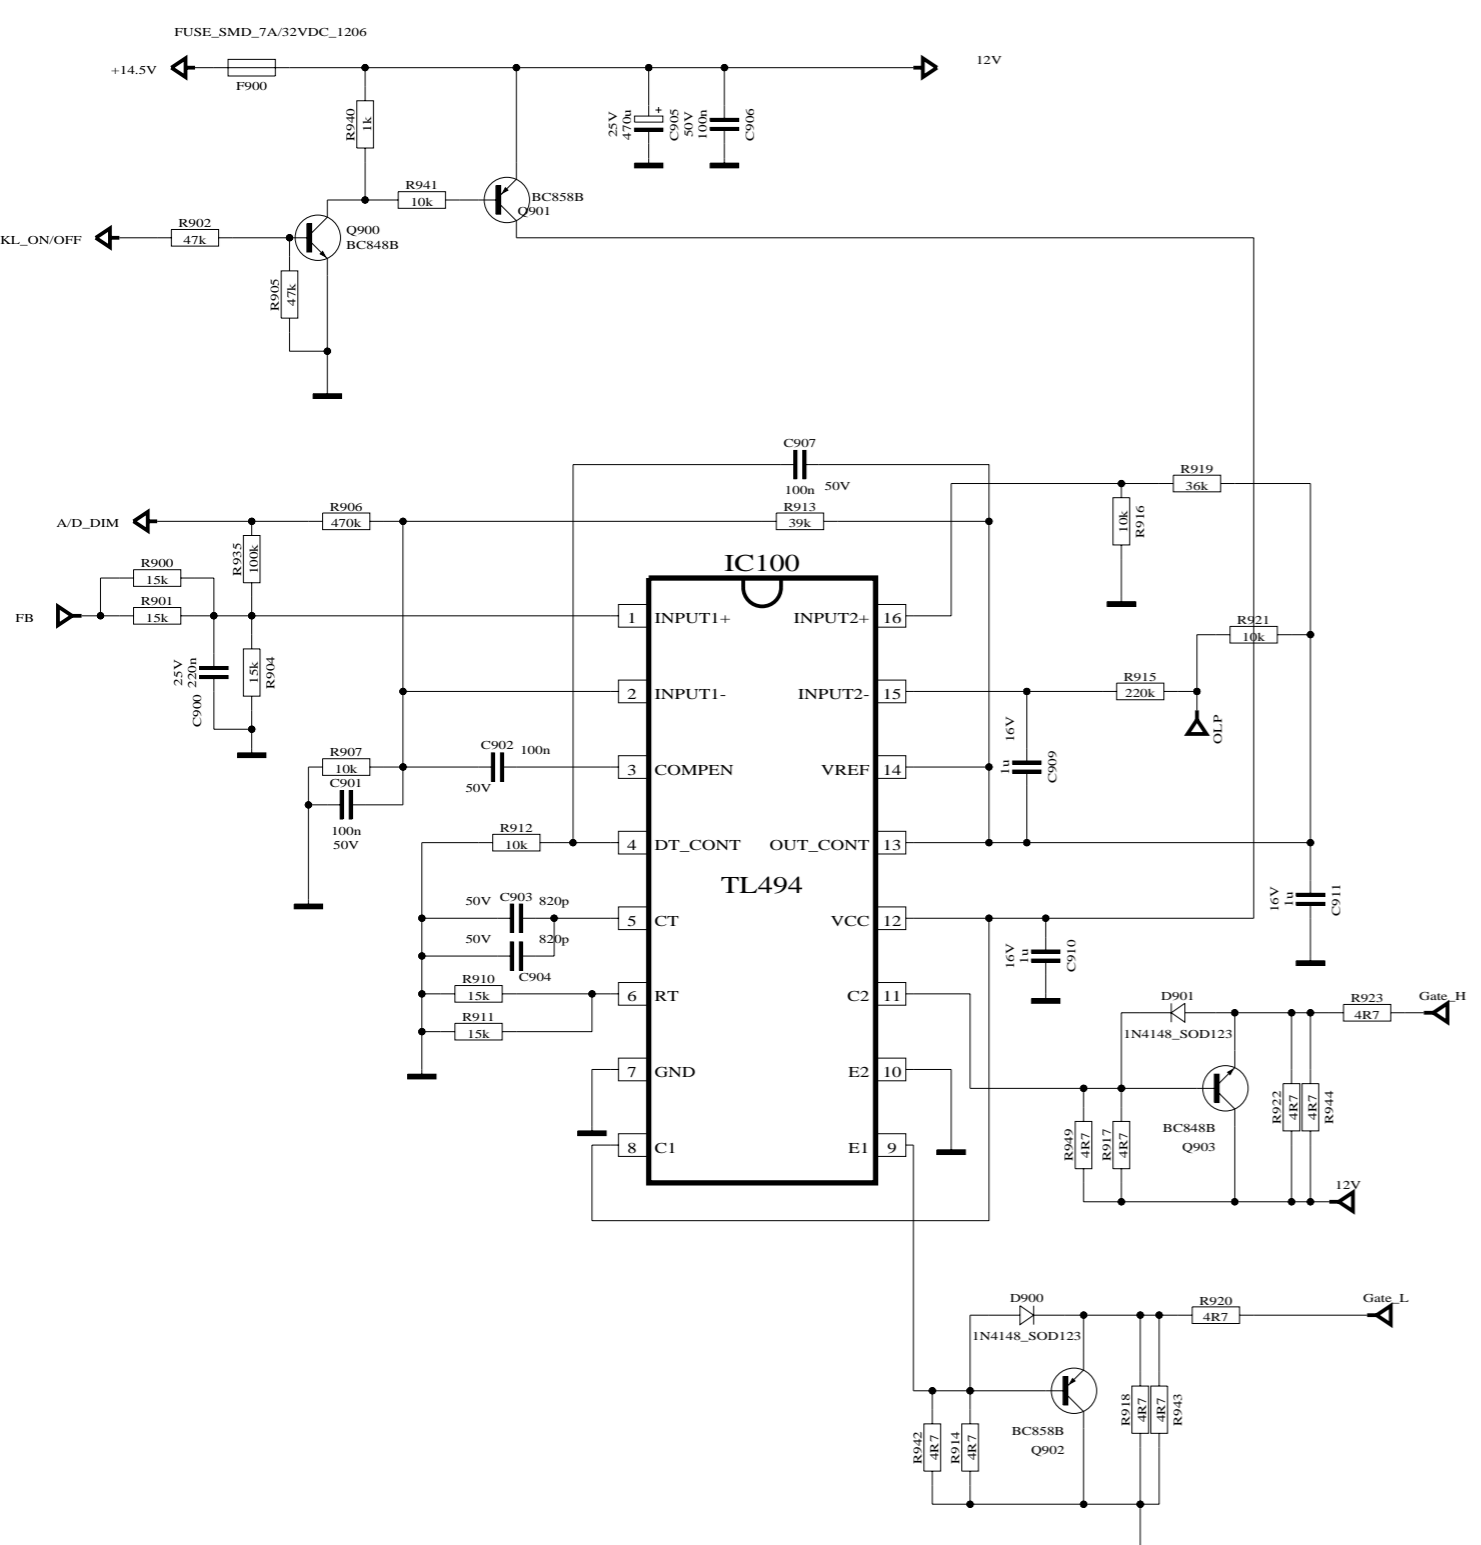 FUSE_SMD_7A/32VDC_1206
+14.5V
F900
12V
R940
1k
25V
470u
+
C905
50V
100n
C906
R941
10k
BC858B
Q901
KL_ON/OFF
R902
47k
Q900
BC848B
R905
47k
C907
100n
50V
R919
36k
A/D_DIM
R906
470k
R913
39k
10k
R916
R935
100k
IC100
R900
15k
FB
R901
15k
1
INPUT1+
INPUT2+
16
R921
10k
25V
220n
C900
15k
R904
2
INPUT1-
INPUT2-
15
R915
220k
OLP
16V
1u
C909
R907
10k
C902
100n
50V
3
COMPEN
VREF
14
C901
100n
50V
R912
10k
4
DT_CONT
OUT_CONT
13
TL494
16V
1u
C911
50V
C903
820p
5
CT
VCC
12
50V
820p
C904
16V
1u
C910
R910
15k
6
RT
C2
11
D901
1N4148_SOD123
R923
4R7
Gate_H
R911
15k
7
GND
E2
10
R949
4R7
R917
4R7
BC848B
Q903
R922
4R7
4R7
R944
8
C1
E1
9
12V
D900
1N4148_SOD123
R920
4R7
Gate_L
R942
4R7
R914
4R7
BC858B
Q902
R918
4R7
4R7
R943